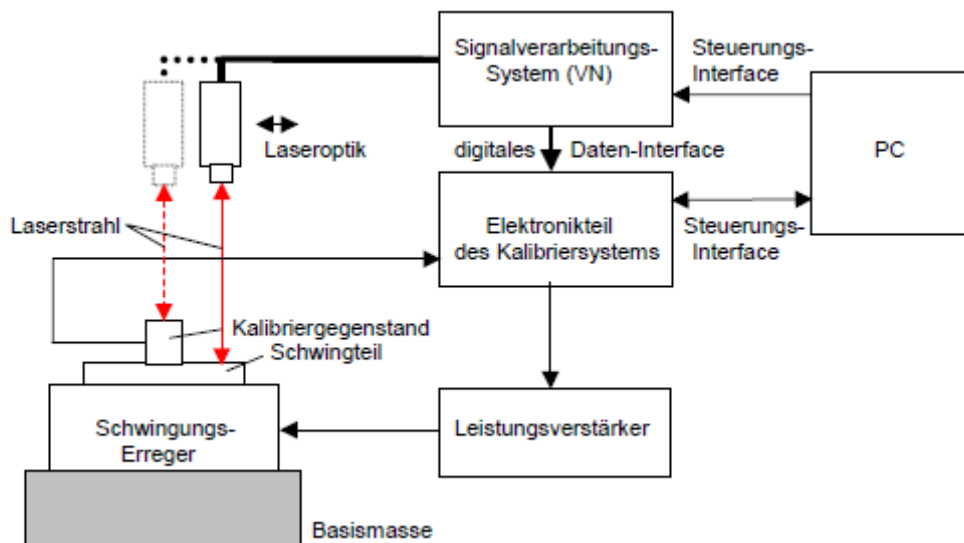 Signalverarbeitungs-
System (VN)
Steuerungs-
Interface
Laseroptik
digitales Daten-Interface
PC
Laserstrahl
Elektronikteil
des Kalibriersystems
Steuerungs-
Interface
Kalibriergegenstand
Schwingteil
Schwingungs-
Erreger
Leistungsverstärker
Basismasse